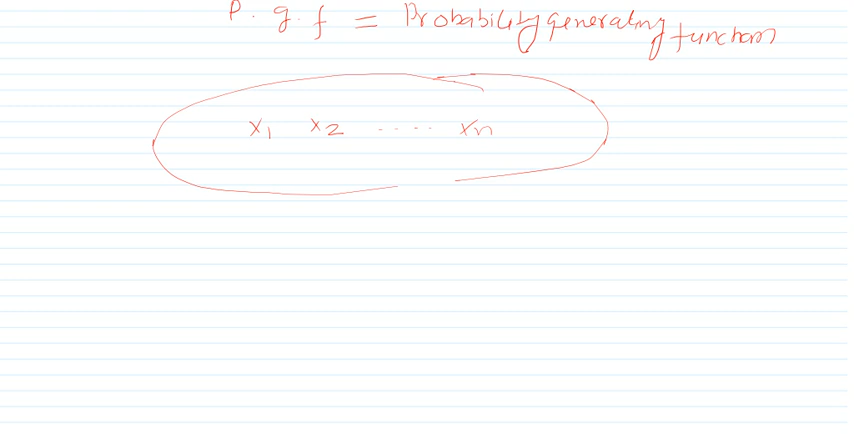 P. g. f = Probability generating function
x1 x2 ..... xn